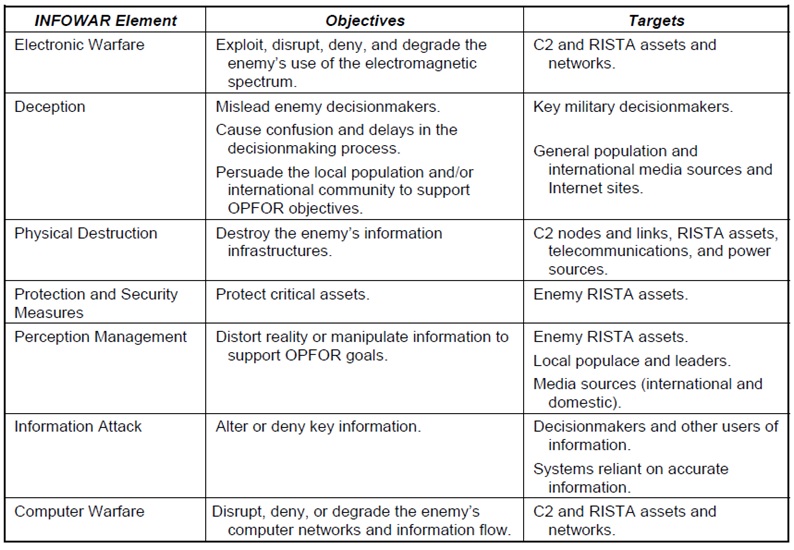 INFOWAR Element
Objectives
Targets
Electronic Warfare
Exploit, disrupt, deny, and degrade the
enemy's use of the electromagnetic
spectrum.
C2 and RISTA assets and
networks.
Deception
Mislead enemy decisionmakers.
Cause confusion and delays in the
decisionmaking process.
Persuade the local population and/or
international community to support
OPFOR objectives.
Key military decisionmakers.
General population and
international media sources and
Internet sites.
Physical Destruction
Destroy the enemy's information
infrastructures.
C2 nodes and links, RISTA assets,
telecommunications, and power
sources.
Protection and Security
Measures
Protect critical assets.
Enemy RISTA assets.
Perception Management
Distort reality or manipulate information to
support OPFOR goals.
Enemy RISTA assets.
Local populace and leaders.
Media sources (international and
domestic).
Information Attack
Alter or deny key information.
Decisionmakers and other users of
information.
Systems reliant on accurate
information.
Computer Warfare
Disrupt, deny, or degrade the enemy's
computer networks and information flow.
C2 and RISTA assets and
networks.